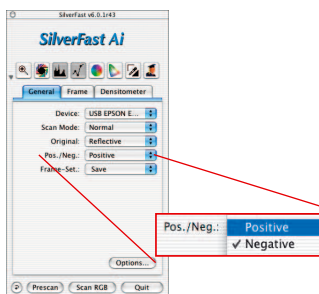 SilverFast v6.0.1r43
SilverFast Ai
General Frame Densitometer
Device: USB EPSON E...
Scan Mode: Normal
Original: Reflective
Pos./Neg.: Positive
Frame-Set.: Save
Pos./Neg.: Positive
✓ Negative
Options...
Prescan Scan RGB Quit